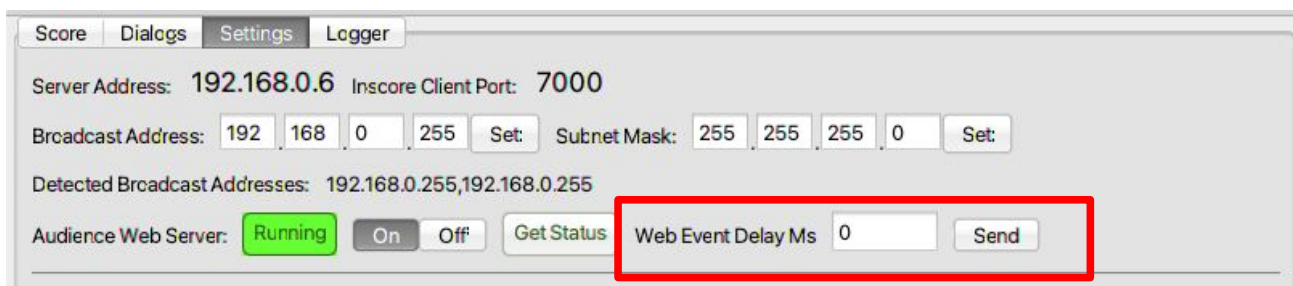 Score Dialogs Settings Logger
Server Address: 192.168.0.6 Inscore Client Port: 7000
Broadcast Address: 192 . 168 . 0 . 255 Set: Subnet Mask: 255 . 255 . 255 . 0 Set:
Detected Broadcast Addresses: 192.168.0.255,192.168.0.255
Audience Web Server: Running On Off Get Status Web Event Delay Ms 0 Send